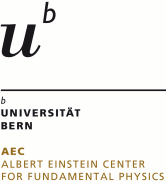 u
b
b
UNIVERSITÄT
BERN
AEC
ALBERT EINSTEIN CENTER
FOR FUNDAMENTAL PHYSICS